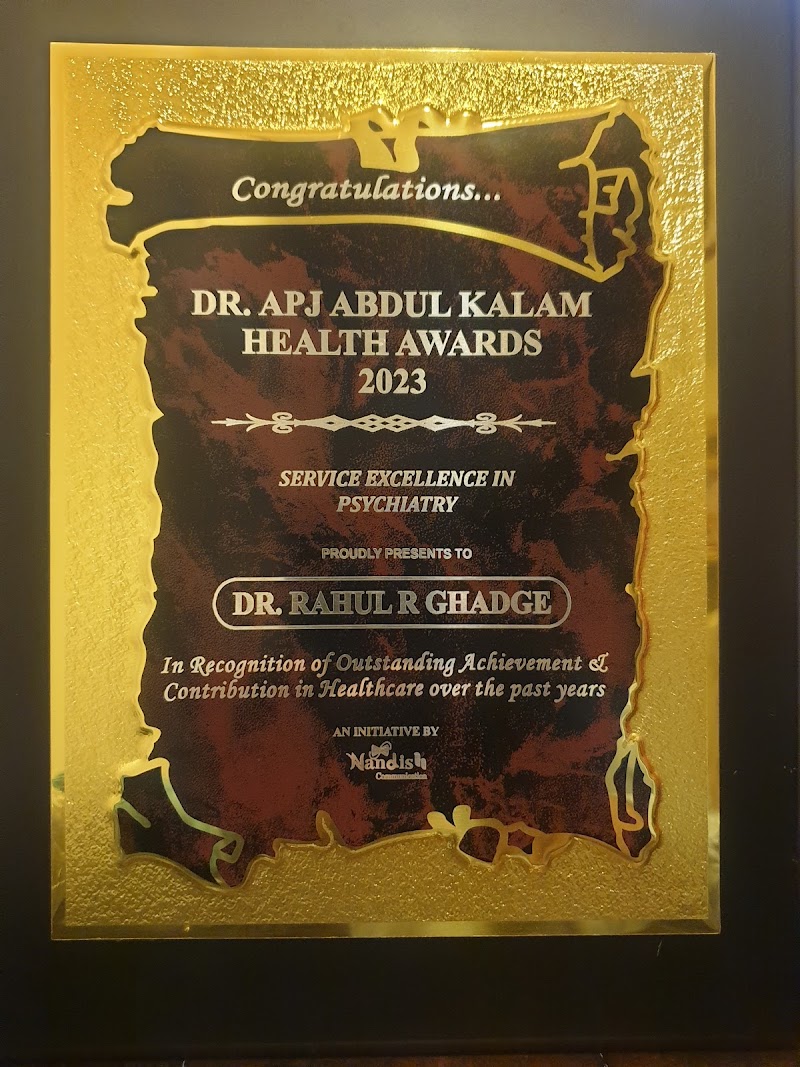 Congratulations...
DR. APJ ABDUL KALAM
HEALTH AWARDS
2023
SERVICE EXCELLENCE IN
PSYCHIATRY
PROUDLY PRESENTS TO
DR. RAHUL R GHADGE
In Recognition of Outstanding Achievement &
Contribution in Healthcare over the past years
AN INITIATIVE BY
Nandish
Communication